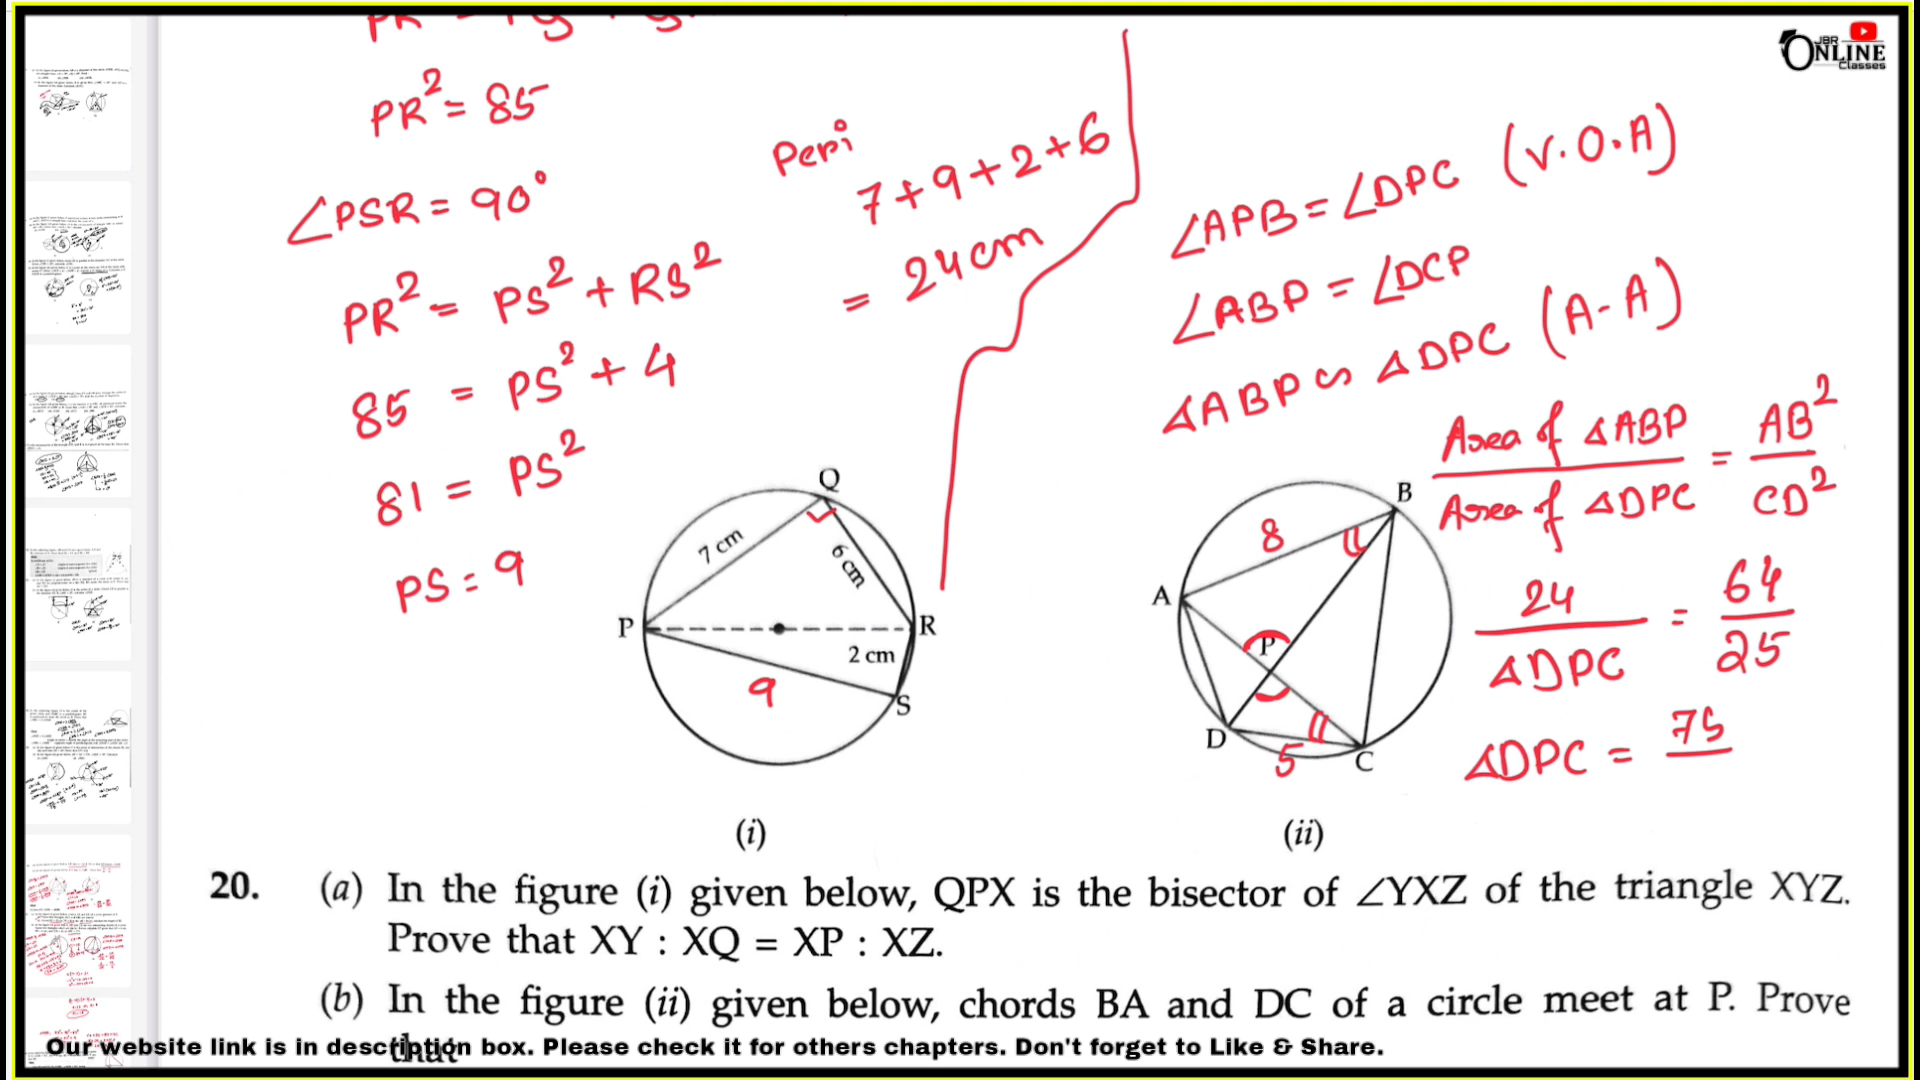 JBR
ONLINE
Classes
PR² = 85
∠PSR = 90°
PR² = PS² + RS²
85 = PS² + 4
81 = PS²
PS = 9
Peri
7+9+2+6
= 24 cm
∠APB = ∠DPC (V.O.A)
∠ABP = ∠DCP
△ABP ∽ △DPC (A-A)
Area of △ABP / Area of △DPC = AB² / CD²
24 / △DPC = 64 / 25
△DPC = 75
Q
7 cm
6 cm
P
R
2 cm
9
S
(i)
B
8
A
P
D
5
C
(ii)
20. (a) In the figure (i) given below, QPX is the bisector of ∠YXZ of the triangle XYZ.
Prove that XY : XQ = XP : XZ.
(b) In the figure (ii) given below, chords BA and DC of a circle meet at P. Prove
that
Our website link is in description box. Please check it for others chapters. Don't forget to Like & Share.